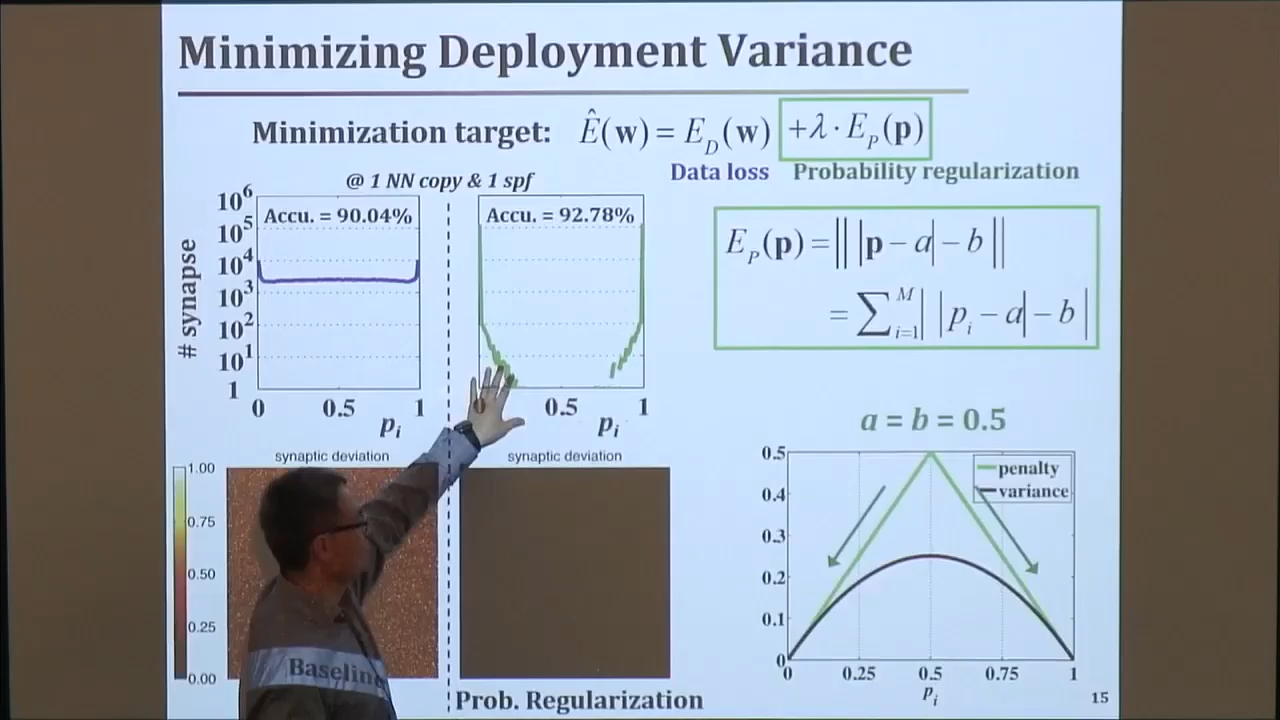 Minimizing Deployment Variance
Minimization target: Ê(w) = E_D(w) +λ · E_P(p)
Data loss Probability regularization
@ 1 NN copy & 1 spf
Accu. = 90.04%
# synapse
10^6
10^5
10^4
10^3
10^2
10^1
1
0 0.5 1
p_i
Accu. = 92.78%
0 0.5 1
p_i
E_P(p) = || |p − a| − b ||
= ∑_{i=1}^{M} | |p_i − a| − b |
synaptic deviation
1.00
0.75
0.50
0.25
0.00
Baseline
synaptic deviation
Prob. Regularization
a = b = 0.5
0.5
0.4
0.3
0.2
0.1
0
penalty
variance
0 0.25 0.5 0.75 1
p_i
15